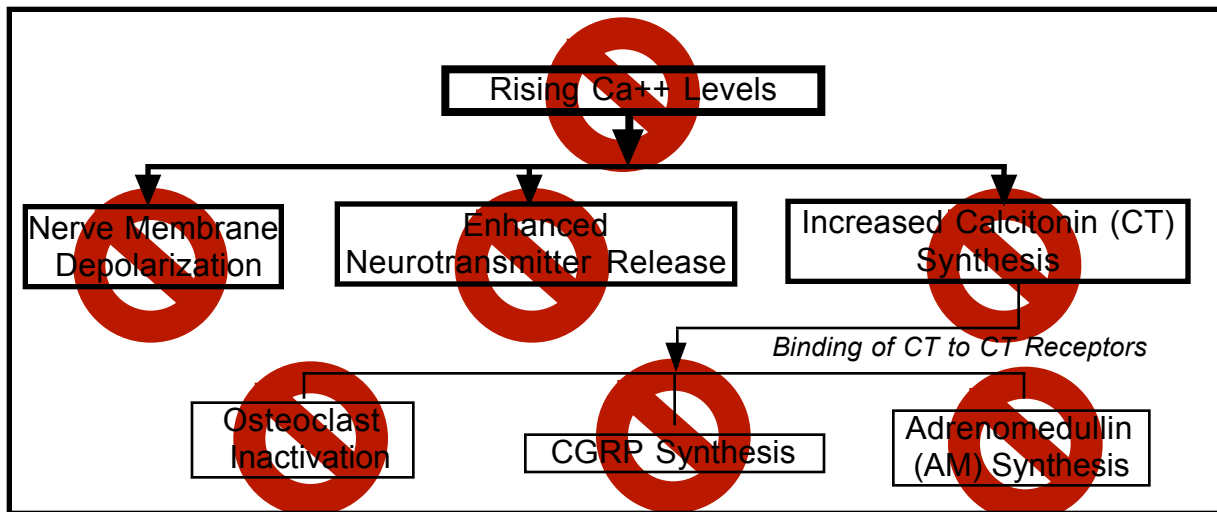 Rising Ca++ Levels
Nerve Membrane
Depolarization
Enhanced
Neurotransmitter Release
Increased Calcitonin (CT)
Synthesis
Binding of CT to CT Receptors
Osteoclast
Inactivation
CGRP Synthesis
Adrenomedullin
(AM) Synthesis